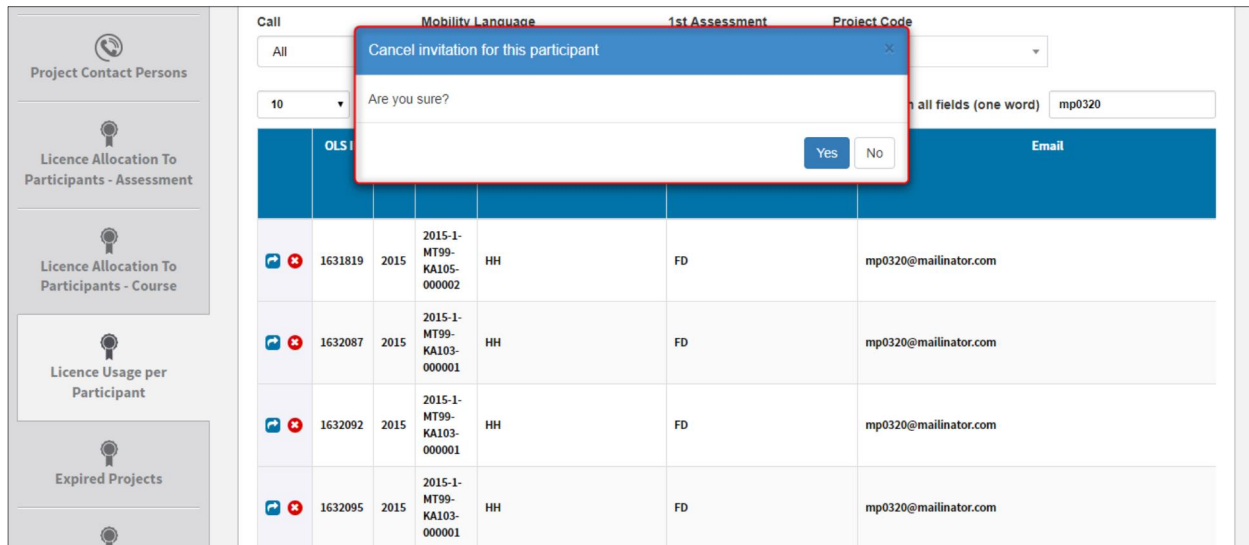 Project Contact Persons
Licence Allocation To
Participants - Assessment
Licence Allocation To
Participants - Course
Licence Usage per
Participant
Expired Projects
Call
Mobility Language
1st Assessment
Project Code
All
Cancel invitation for this participant
×
Are you sure?
Yes
No
10
all fields (one word)
mp0320
OLS
Email
1631819
2015
2015-1-
MT99-
KA105-
000002
HH
FD
mp0320@mailinator.com
1632087
2015
2015-1-
MT99-
KA103-
000001
HH
FD
mp0320@mailinator.com
1632092
2015
2015-1-
MT99-
KA103-
000001
HH
FD
mp0320@mailinator.com
1632095
2015
2015-1-
MT99-
KA103-
000001
HH
FD
mp0320@mailinator.com